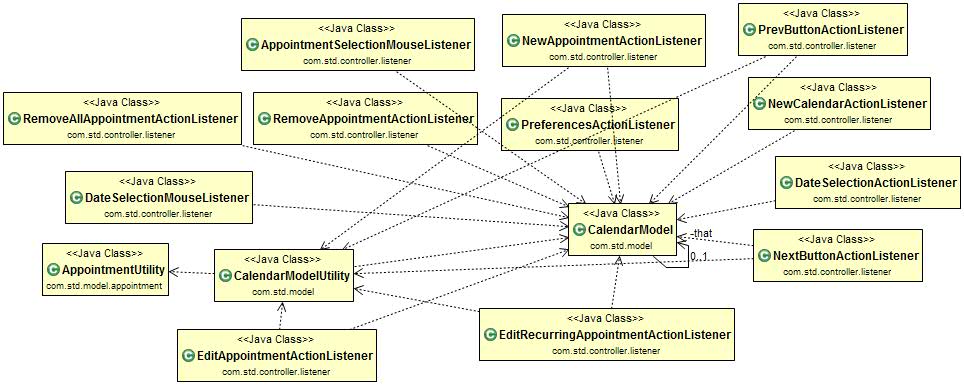 <<Java Class>>
AppointmentSelectionMouseListener
com.std.controller.listener
<<Java Class>>
NewAppointmentActionListener
com.std.controller.listener
<<Java Class>>
PrevButtonActionListener
com.std.controller.listener
<<Java Class>>
RemoveAllAppointmentActionListener
com.std.controller.listener
<<Java Class>>
RemoveAppointmentActionListener
com.std.controller.listener
<<Java Class>>
PreferencesActionListener
com.std.controller.listener
<<Java Class>>
NewCalendarActionListener
com.std.controller.listener
<<Java Class>>
DateSelectionMouseListener
com.std.controller.listener
<<Java Class>>
DateSelectionActionListener
com.std.controller.listener
<<Java Class>>
CalendarModel
com.std.model
-that
0..1
<<Java Class>>
AppointmentUtility
com.std.model.appointment
<<Java Class>>
CalendarModelUtility
com.std.model
<<Java Class>>
NextButtonActionListener
com.std.controller.listener
<<Java Class>>
EditAppointmentActionListener
com.std.controller.listener
<<Java Class>>
EditRecurringAppointmentActionListener
com.std.controller.listener